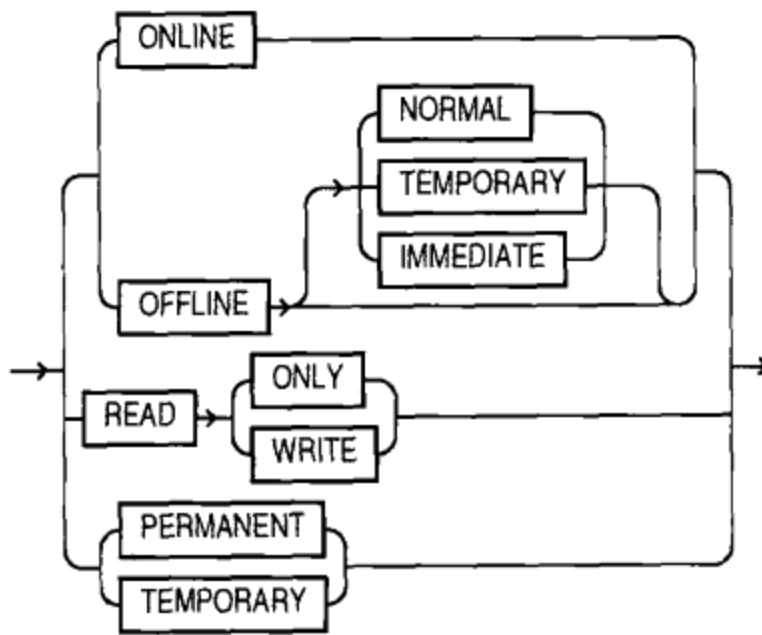 ONLINE
NORMAL
TEMPORARY
IMMEDIATE
OFFLINE
ONLY
READ
WRITE
PERMANENT
TEMPORARY